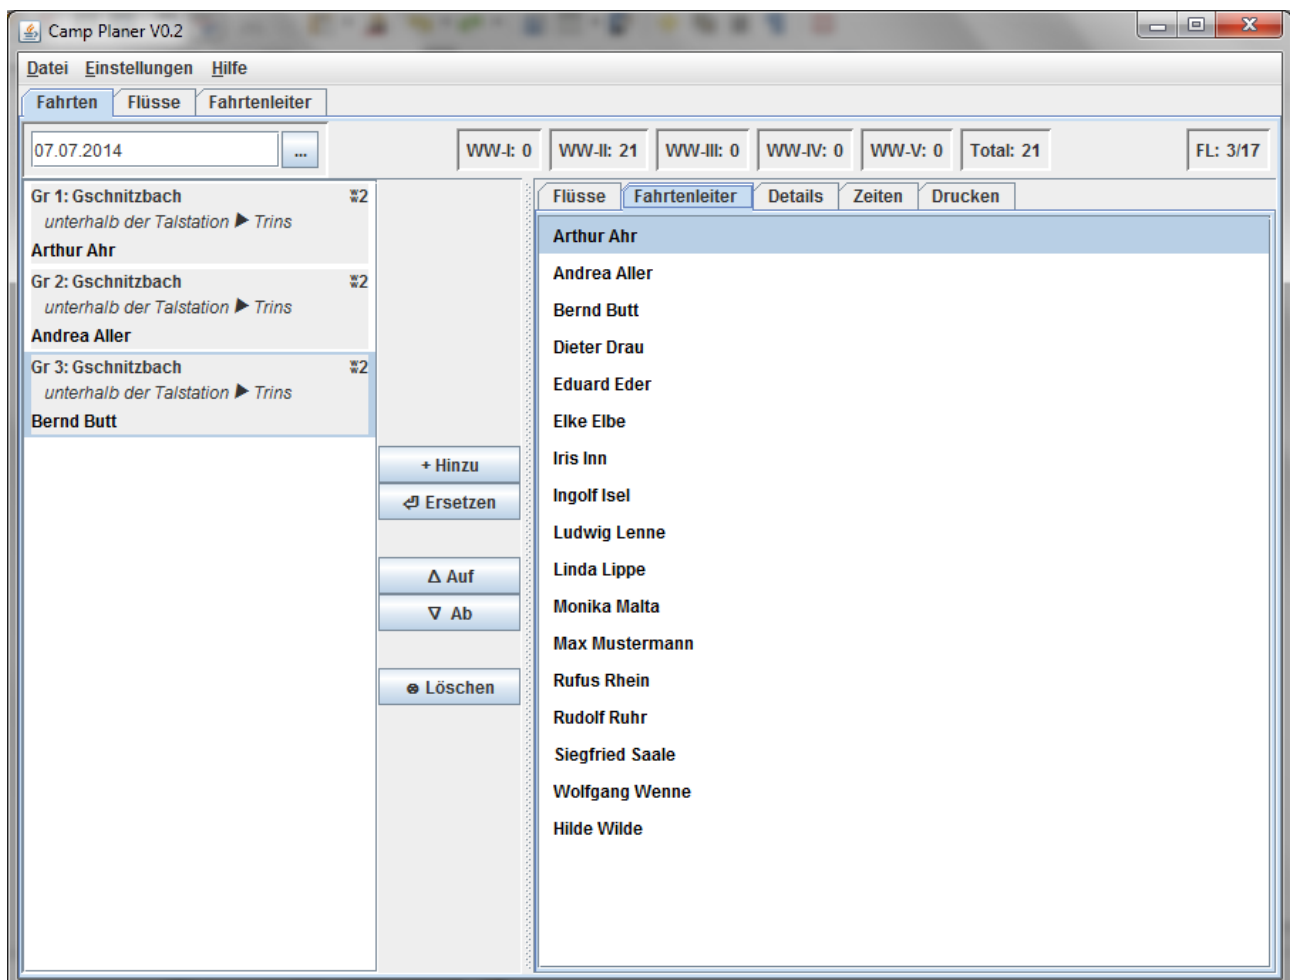 Camp Planer V0.2
Datei Einstellungen Hilfe
Fahrten Flüsse Fahrtenleiter
07.07.2014 ... WW-I: 0 WW-II: 21 WW-III: 0 WW-IV: 0 WW-V: 0 Total: 21 FL: 3/17
Gr 1: Gschnitzbach WW2
unterhalb der Talstation ▶ Trins
Arthur Ahr
Gr 2: Gschnitzbach WW2
unterhalb der Talstation ▶ Trins
Andrea Aller
Gr 3: Gschnitzbach WW2
unterhalb der Talstation ▶ Trins
Bernd Butt
+ Hinzu
Ersetzen
∆ Auf
∇ Ab
⊗ Löschen
Flüsse Fahrtenleiter Details Zeiten Drucken
Arthur Ahr
Andrea Aller
Bernd Butt
Dieter Drau
Eduard Eder
Elke Elbe
Iris Inn
Ingolf Isel
Ludwig Lenne
Linda Lippe
Monika Malta
Max Mustermann
Rufus Rhein
Rudolf Ruhr
Siegfried Saale
Wolfgang Wenne
Hilde Wilde